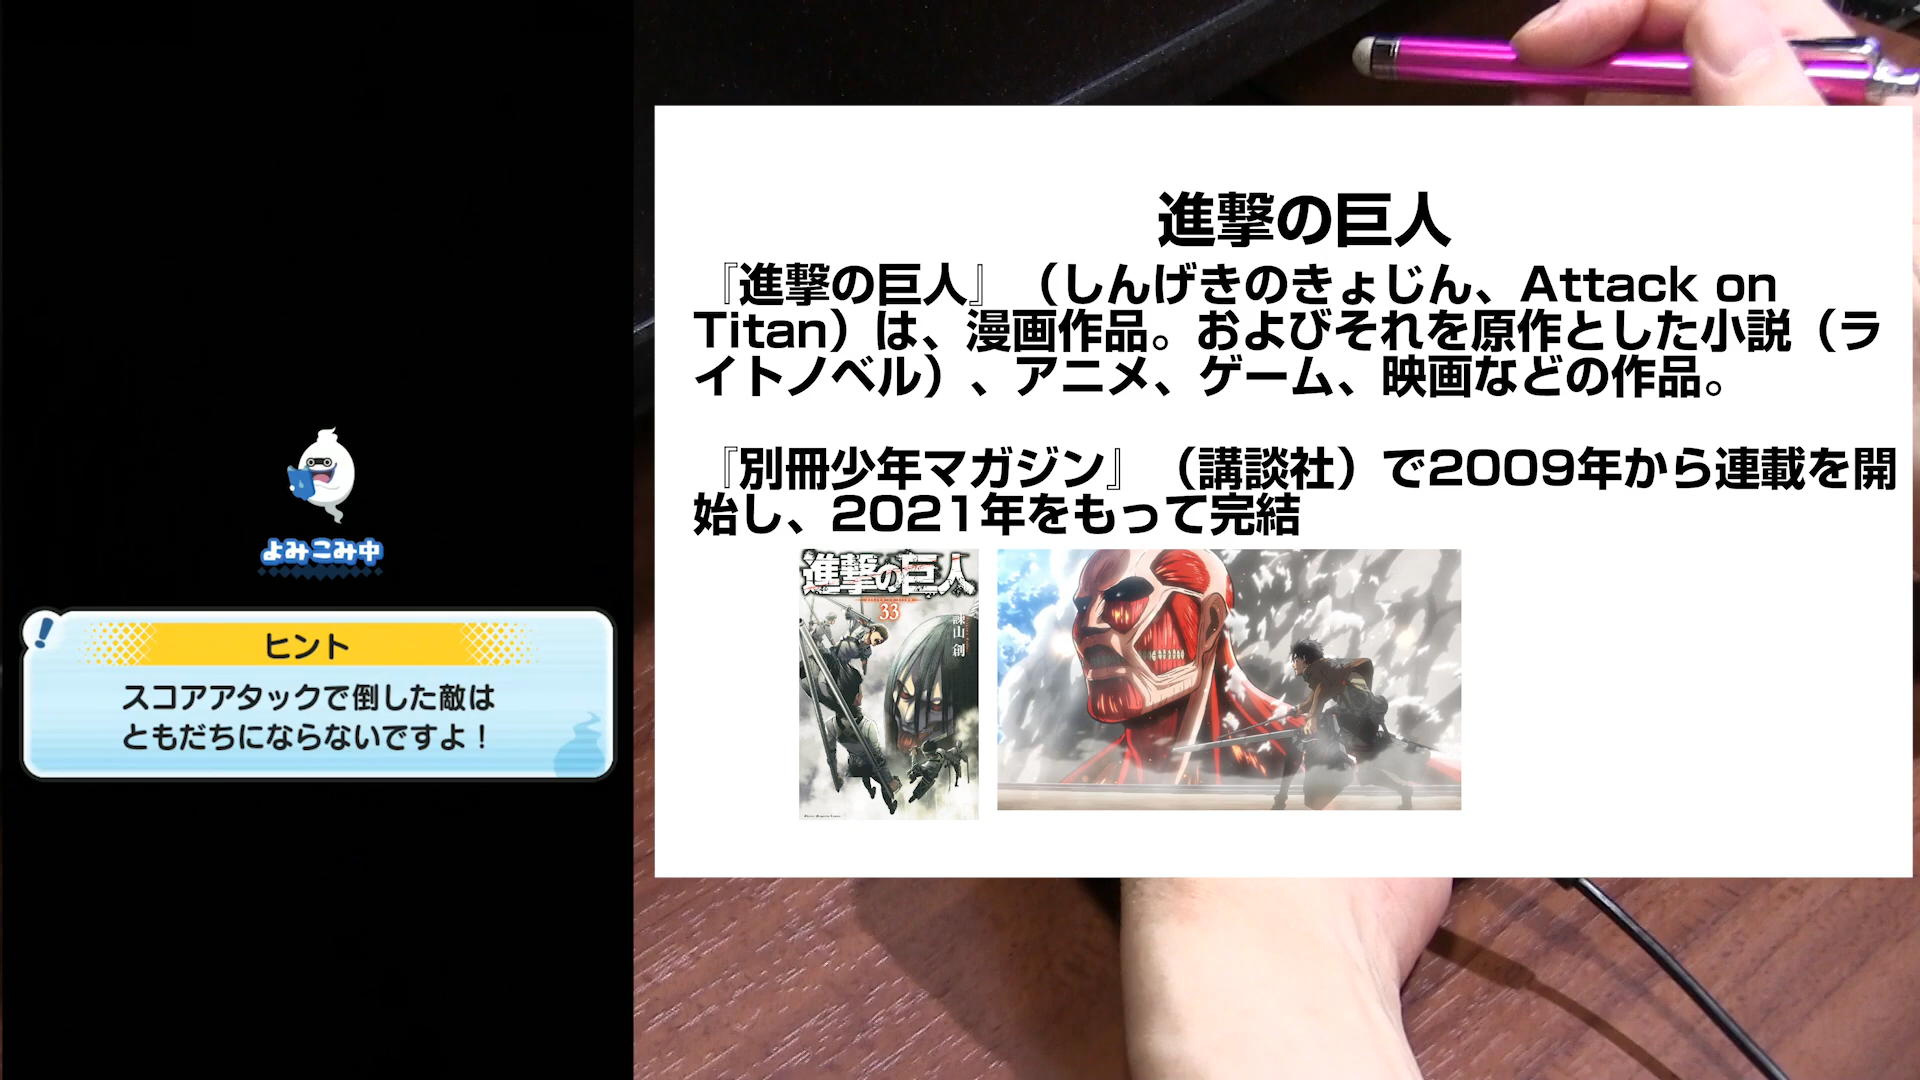 よみこみ中
ヒント
スコアアタックで倒した敵は
ともだちにならないですよ！
進撃の巨人
『進撃の巨人』（しんげきのきょじん、Attack on
Titan）は、漫画作品。およびそれを原作とした小説（ラ
イトノベル）、アニメ、ゲーム、映画などの作品。
『別冊少年マガジン』（講談社）で2009年から連載を開
始し、2021年をもって完結
進撃の巨人
33
諫山創